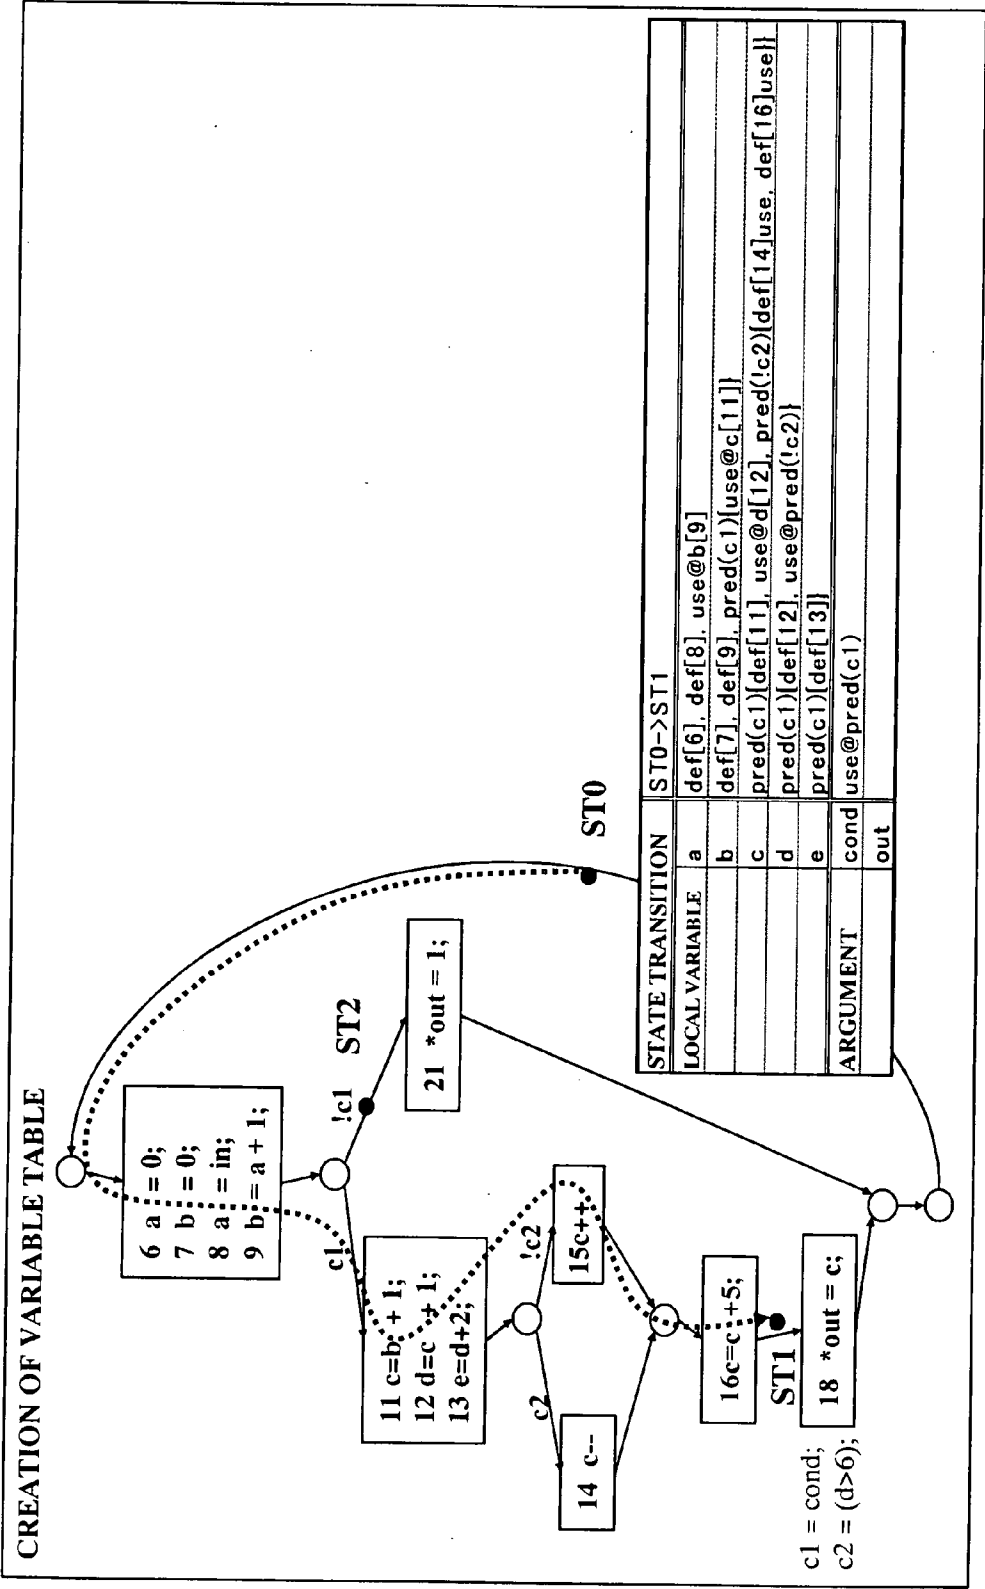 CREATION OF VARIABLE TABLE
6 a = 0;
7 b = 0;
8 a = in;
9 b = a + 1;
c1
!c1
ST2
ST0
11 c=b + 1;
12 d=c + 1;
13 e=d+2;
21 *out = 1;
c2
!c2
14 c--
15c++
16c=c +5;
ST1
18 *out = c;
c1 = cond;
c2 = (d>6);
STATE TRANSITION ST0->ST1
LOCAL VARIABLE a def[6], def[8], use@b[9]
b def[7], def[9], pred(c1){use@c[11]}
c pred(c1){def[11], use@d[12], pred(!c2){def[14]use, def[16]use}}
d pred(c1){def[12], use@pred(!c2)}
e pred(c1){def[13]}
ARGUMENT cond use@pred(c1)
out